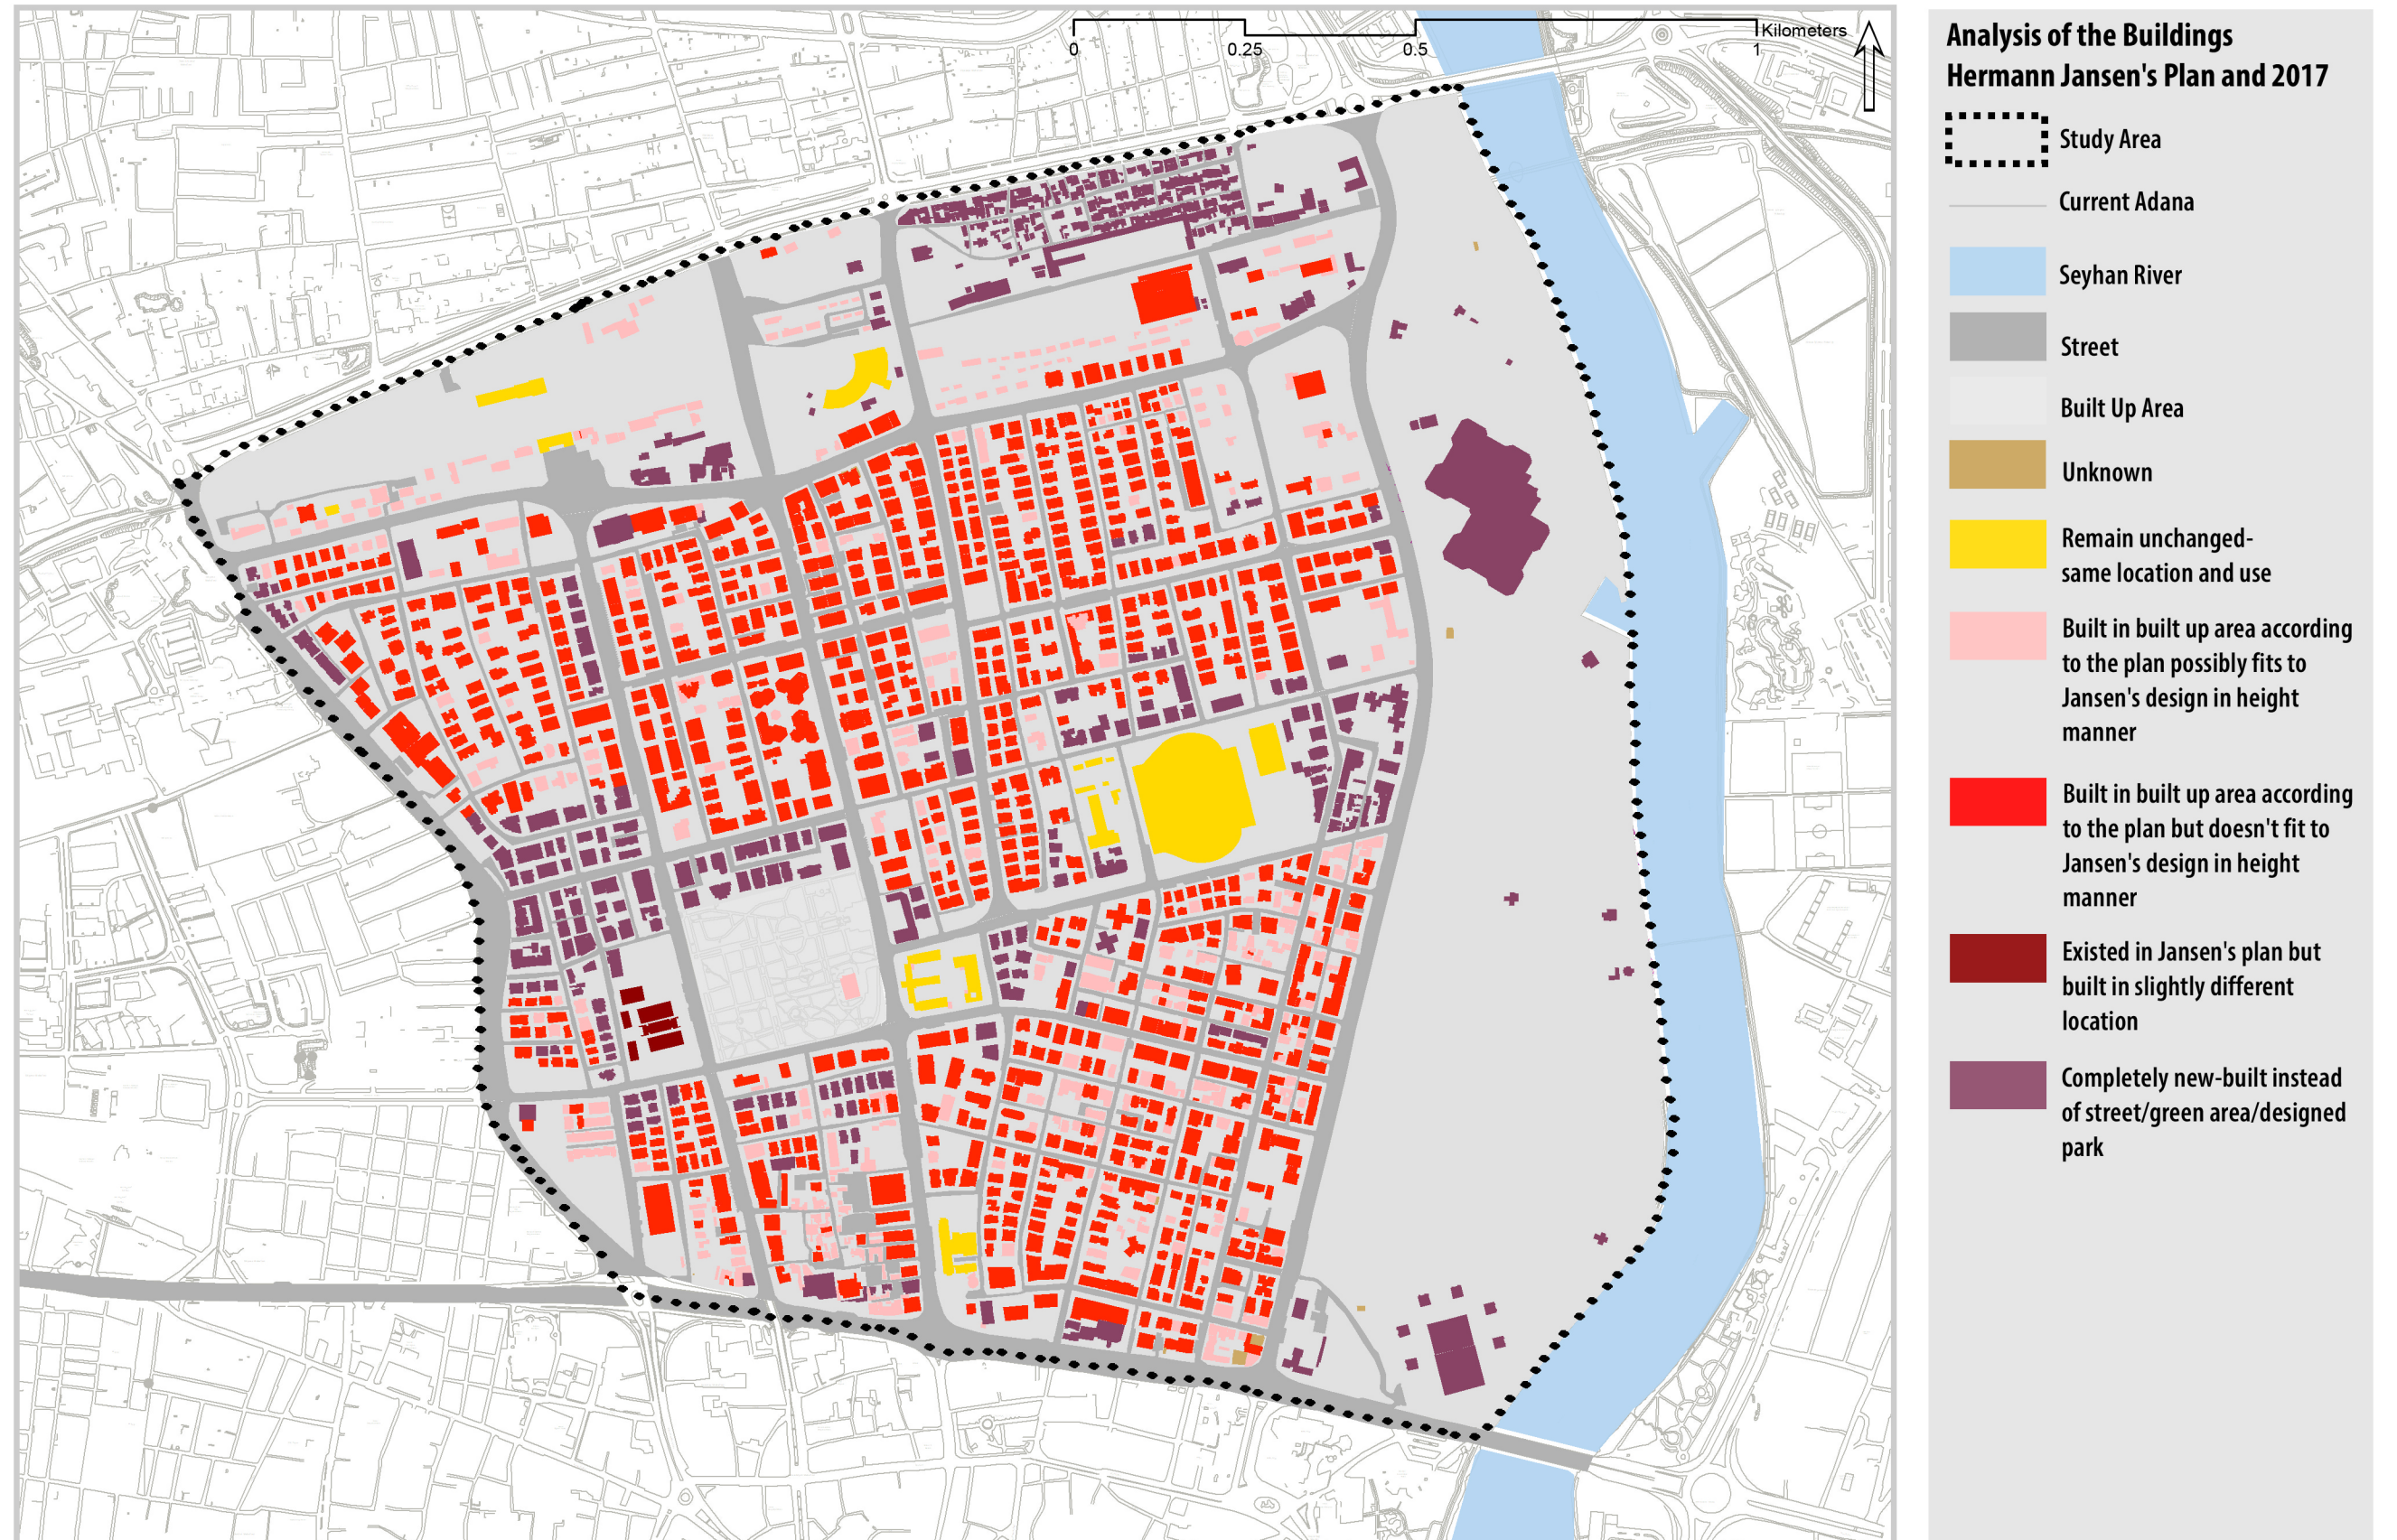 0
0.25
0.5
1
Kilometers
Analysis of the Buildings
Hermann Jansen's Plan and 2017
Study Area
Current Adana
Seyhan River
Street
Built Up Area
Unknown
Remain unchanged-
same location and use
Built in built up area according
to the plan possibly fits to
Jansen's design in height
manner
Built in built up area according
to the plan but doesn't fit to
Jansen's design in height
manner
Existed in Jansen's plan but
built in slightly different
location
Completely new-built instead
of street/green area/designed
park